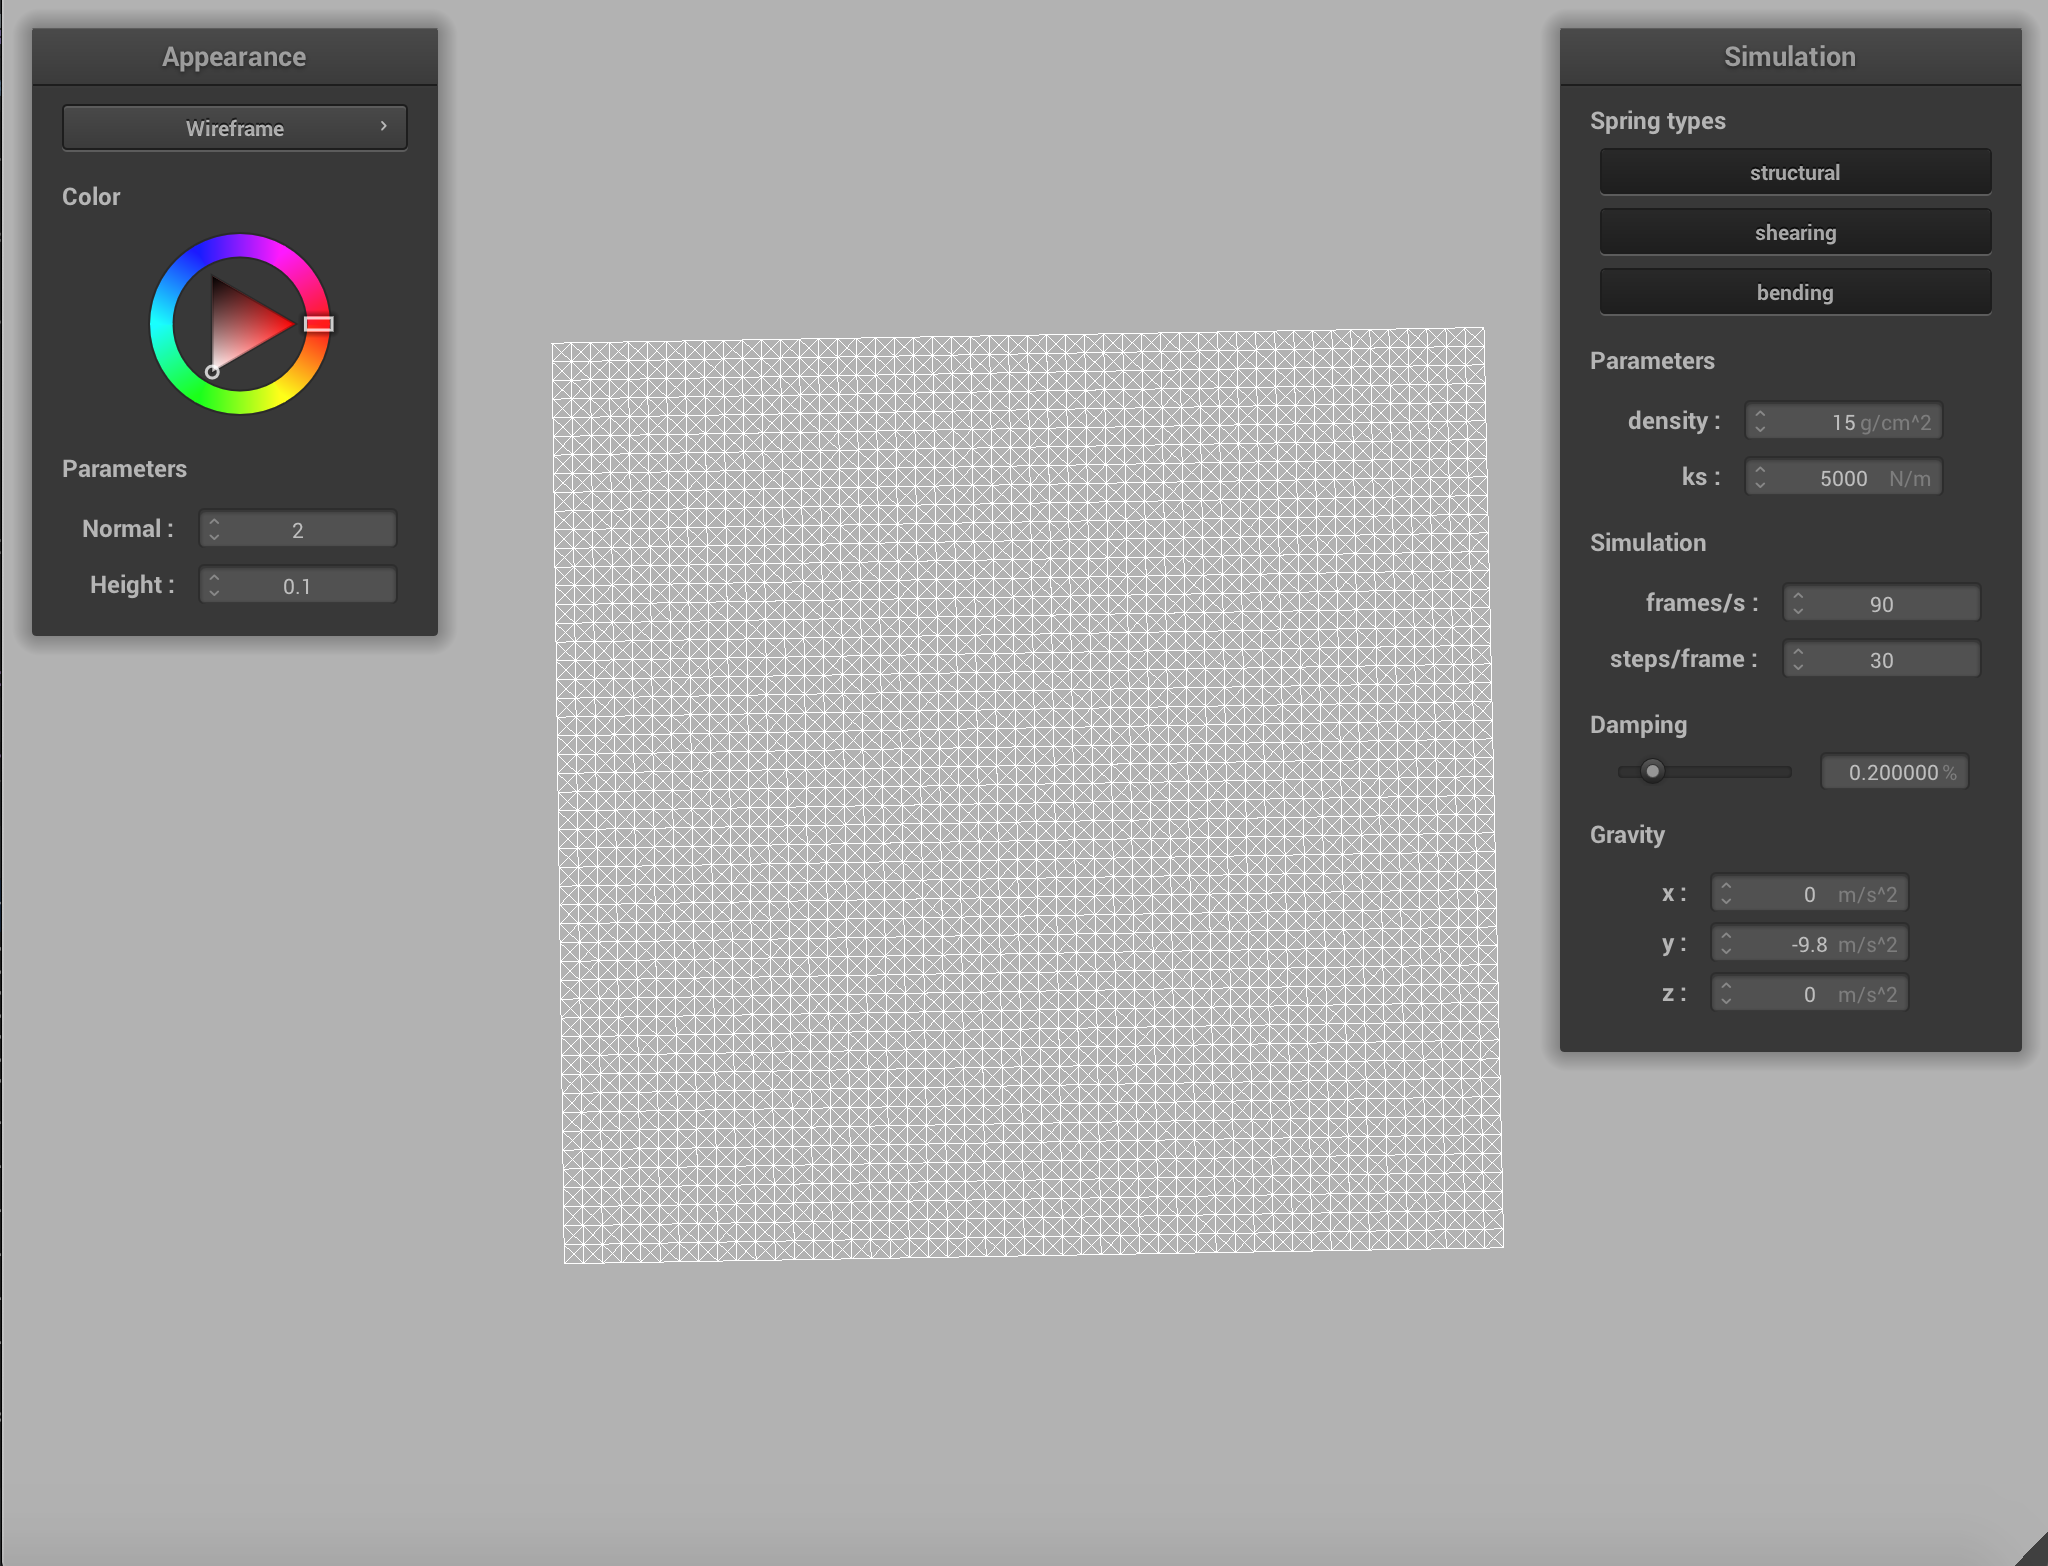 Appearance
Wireframe
Color
Parameters
Normal : 2
Height : 0.1
Simulation
Spring types
structural
shearing
bending
Parameters
density : 15 g/cm^2
ks : 5000 N/m
Simulation
frames/s : 90
steps/frame : 30
Damping
0.200000 %
Gravity
x : 0 m/s^2
y : -9.8 m/s^2
z : 0 m/s^2